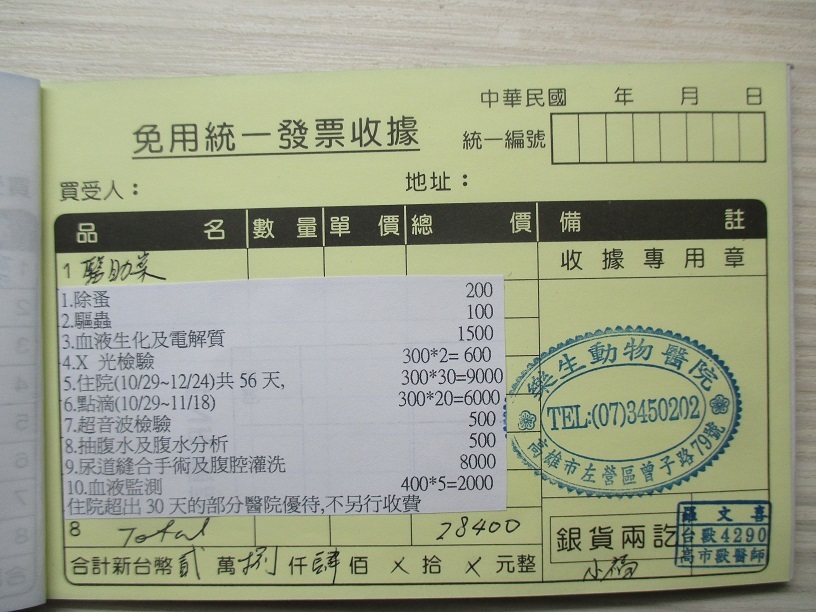 中華民國 年 月 日
免用統一發票收據
統一編號
買受人：
地址：
品名 數量 單價 總價 備註
1 醫助菜
收據專用章
1.除蚤 200
2.驅蟲 100
3.血液生化及電解質 1500
4.X 光檢驗 300*2= 600
5.住院(10/29~12/24)共 56 天, 300*30=9000
6.點滴(10/29~11/18) 300*20=6000
7.超音波檢驗 500
8.抽腹水及腹水分析 500
9.尿道縫合手術及腹腔灌洗 8000
10.血液監測 400*5=2000
住院超出 30 天的部分醫院優待,不另行收費
樂生動物醫院
TEL:(07)3450202
高雄市左營區曾子路79號
8 Total 28400
銀貨兩訖
羅文喜
台獸4290
高市獸醫師
合計新台幣貳萬捌仟肆佰 X 拾 X 元整